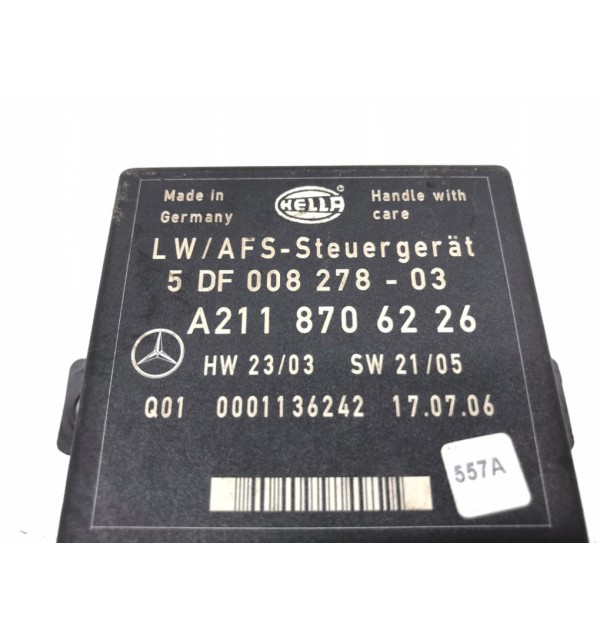 Made in Germany
HELLA
®
Handle with care
LW/AFS-Steuergerät
5 DF 008 278 - 03
A211 870 62 26
HW 23/03 SW 21/05
Q01 0001136242 17.07.06
557A